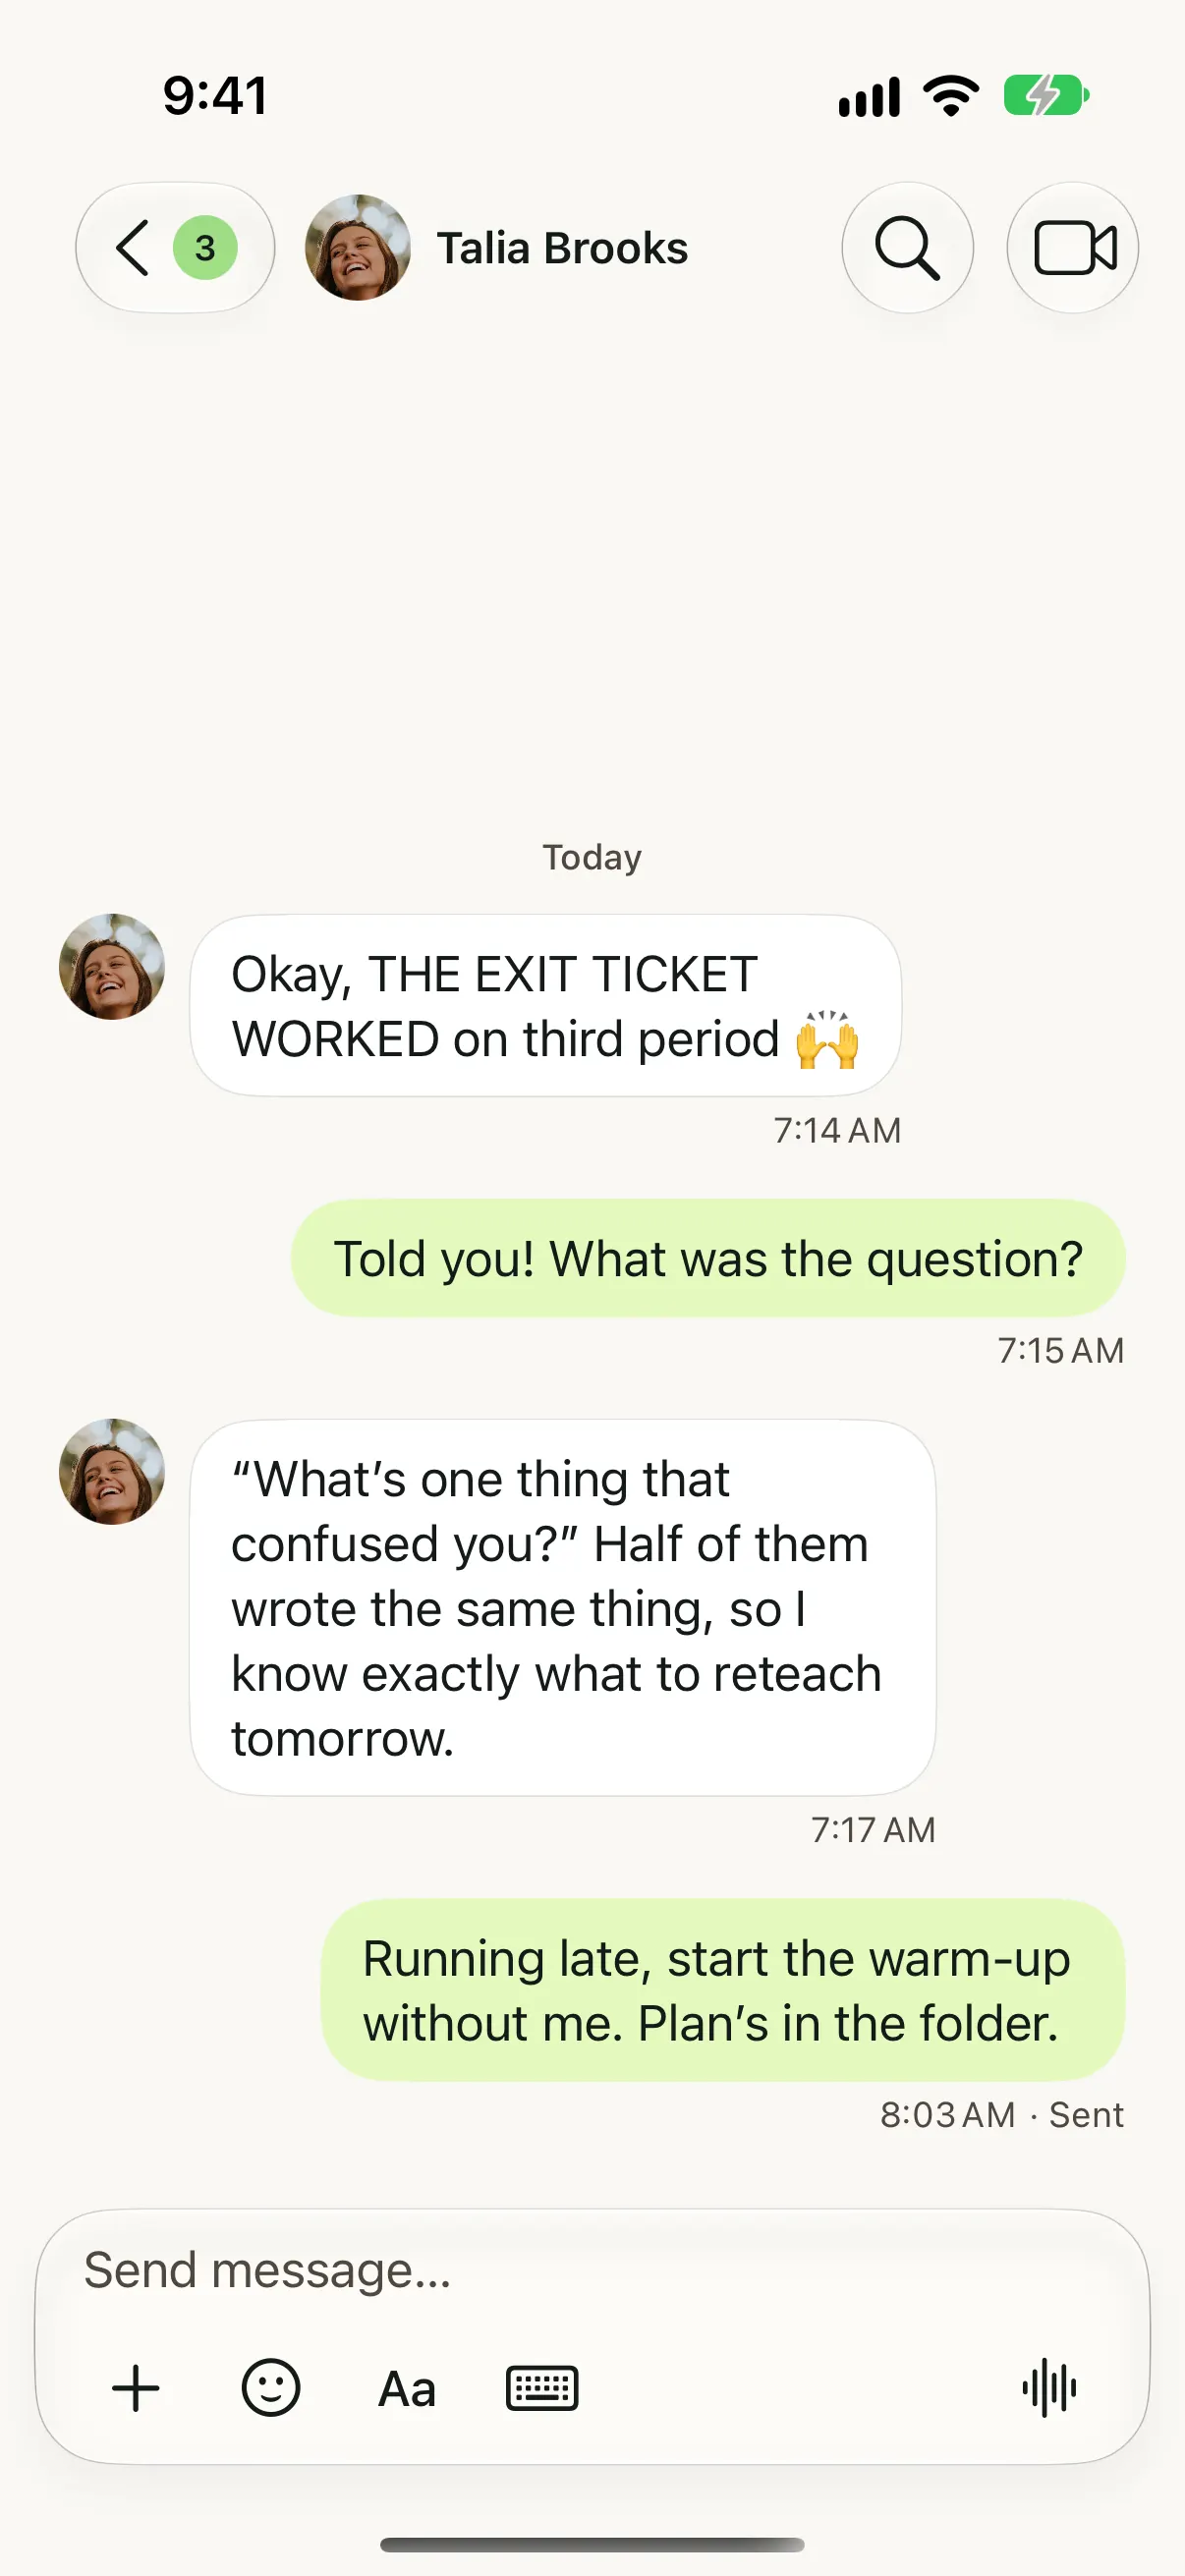 9:41
3
Talia Brooks
Today
Okay, THE EXIT TICKET
WORKED on third period 🙌
7:14 AM
Told you! What was the question?
7:15 AM
“What’s one thing that
confused you?” Half of them
wrote the same thing, so I
know exactly what to reteach
tomorrow.
7:17 AM
Running late, start the warm-up
without me. Plan’s in the folder.
8:03 AM · Sent
Send message...
Aa